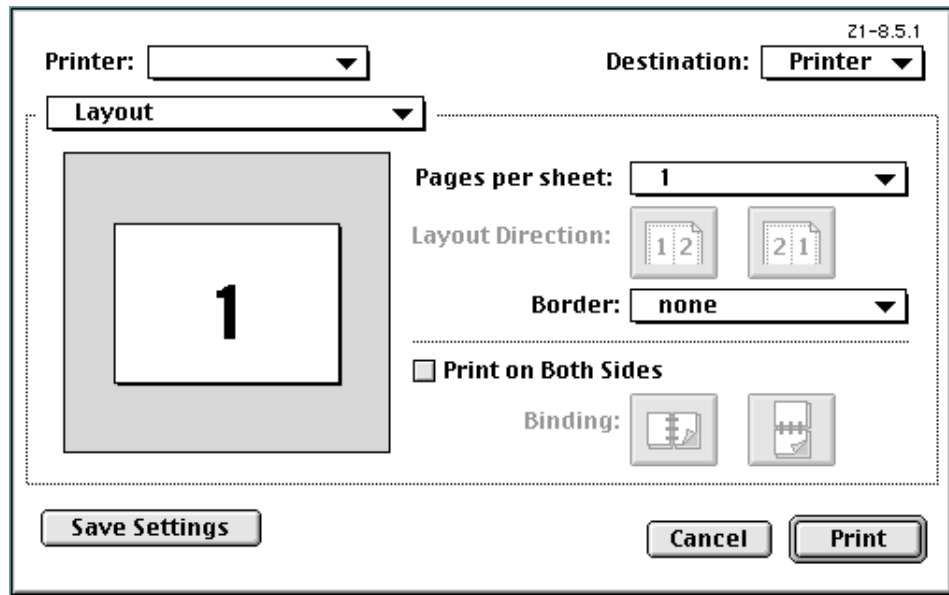 Z1-8.5.1
Printer:
Destination: Printer
Layout
Pages per sheet: 1
Layout Direction: 1 2 2 1
1
Border: none
Print on Both Sides
Binding:
Save Settings
Cancel Print